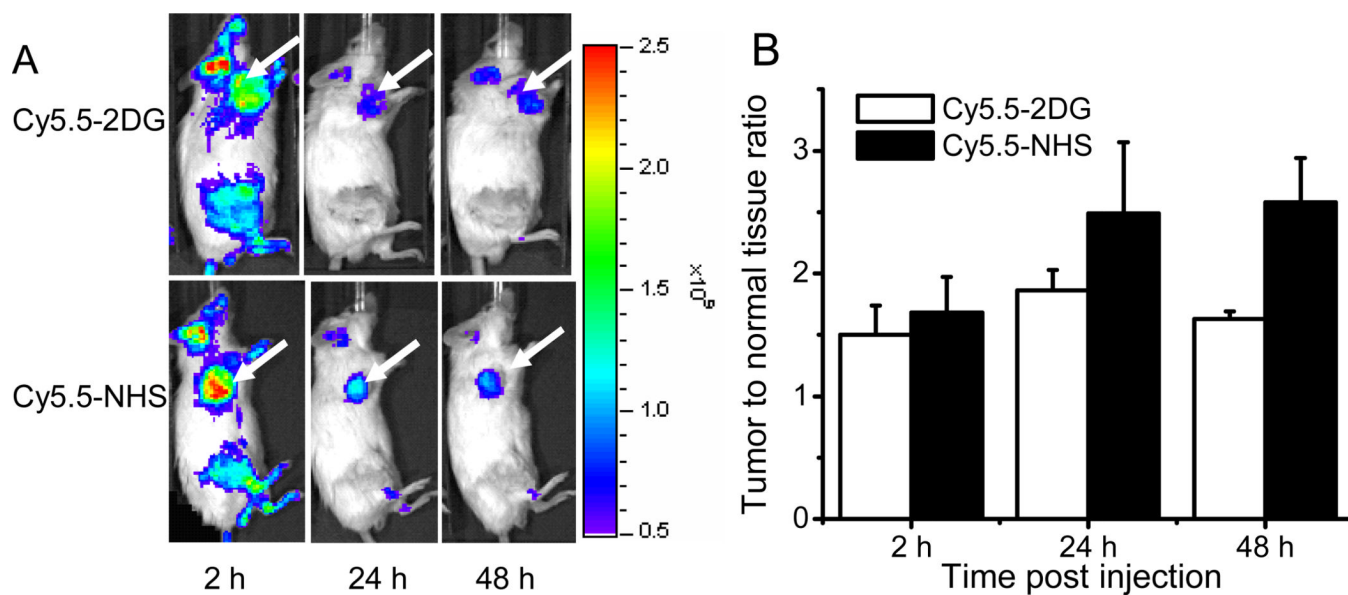 A
Cy5.5-2DG
Cy5.5-NHS
2 h
24 h
48 h
2.5
2.0
1.5
1.0
0.5
×10⁹
B
Cy5.5-2DG
Cy5.5-NHS
Tumor to normal tissue ratio
3
2
1
0
2 h
24 h
48 h
Time post injection